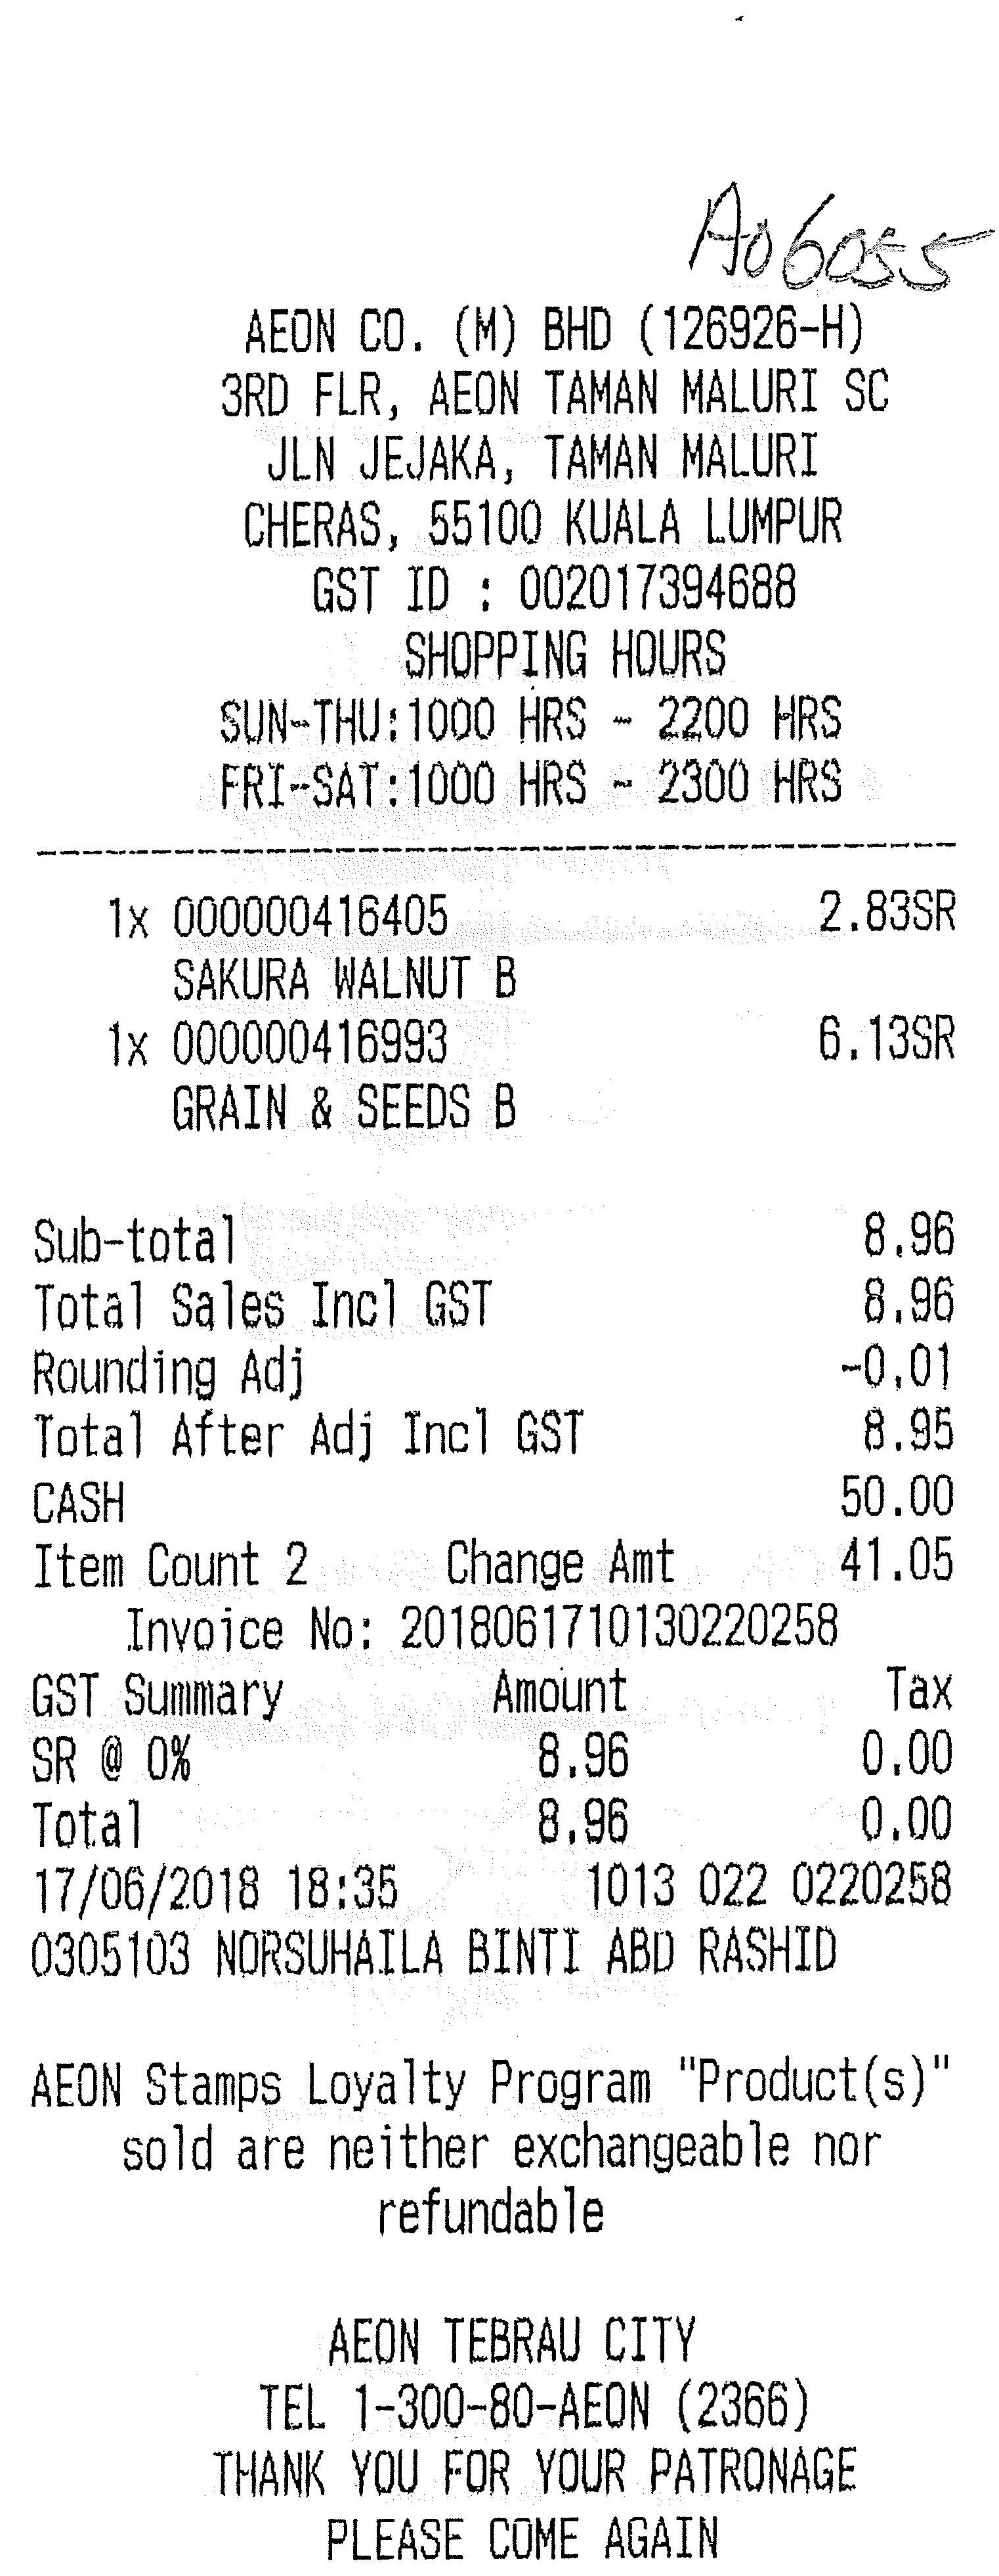 A06055
AEON CO. (M) BHD (126926-H)
3RD FLR, AEON TAMAN MALURI SC
JLN JEJAKA, TAMAN MALURI
CHERAS, 55100 KUALA LUMPUR
GST ID : 002017394688
SHOPPING HOURS
SUN-THU:1000 HRS - 2200 HRS
FRI-SAT:1000 HRS - 2300 HRS
1x 000000416405 2.83SR
SAKURA WALNUT B
1x 000000416993 6.13SR
GRAIN & SEEDS B
Sub-total 8.96
Total Sales Incl GST 8.96
Rounding Adj -0.01
Total After Adj Incl GST 8.95
CASH 50.00
Item Count 2 Change Amt 41.05
Invoice No: 2018061710130220258
GST Summary Amount Tax
SR @ 0% 8.96 0.00
Total 8.96 0.00
17/06/2018 18:35 1013 022 0220258
0305103 NORSUHAILA BINTI ABD RASHID
AEON Stamps Loyalty Program "Product(s)"
sold are neither exchangeable nor
refundable
AEON TEBRAU CITY
TEL 1-300-80-AEON (2366)
THANK YOU FOR YOUR PATRONAGE
PLEASE COME AGAIN